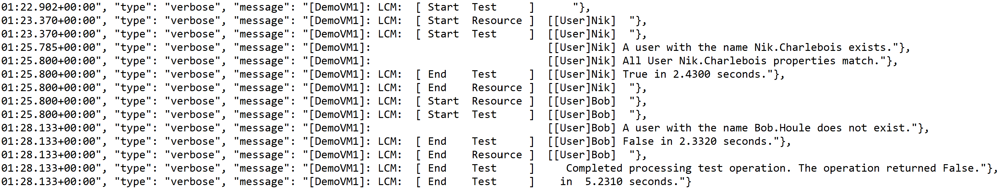 01:22.902+00:00", "type": "verbose", "message": "[DemoVM1]: LCM:  [ Start  Test     ]      "},
01:23.370+00:00", "type": "verbose", "message": "[DemoVM1]: LCM:  [ Start  Resource ]  [[User]Nik]  "},
01:23.370+00:00", "type": "verbose", "message": "[DemoVM1]: LCM:  [ Start  Test     ]  [[User]Nik]  "},
01:25.785+00:00", "type": "verbose", "message": "[DemoVM1]:                            [[User]Nik] A user with the name Nik.Charlebois exists."},
01:25.800+00:00", "type": "verbose", "message": "[DemoVM1]:                            [[User]Nik] All User Nik.Charlebois properties match."},
01:25.800+00:00", "type": "verbose", "message": "[DemoVM1]: LCM:  [ End    Test     ]  [[User]Nik] True in 2.4300 seconds."},
01:25.800+00:00", "type": "verbose", "message": "[DemoVM1]: LCM:  [ End    Resource ]  [[User]Nik]  "},
01:25.800+00:00", "type": "verbose", "message": "[DemoVM1]: LCM:  [ Start  Resource ]  [[User]Bob]  "},
01:25.800+00:00", "type": "verbose", "message": "[DemoVM1]: LCM:  [ Start  Test     ]  [[User]Bob]  "},
01:28.133+00:00", "type": "verbose", "message": "[DemoVM1]:                            [[User]Bob] A user with the name Bob.Houle does not exist."},
01:28.133+00:00", "type": "verbose", "message": "[DemoVM1]: LCM:  [ End    Test     ]  [[User]Bob] False in 2.3320 seconds."},
01:28.133+00:00", "type": "verbose", "message": "[DemoVM1]: LCM:  [ End    Resource ]  [[User]Bob]  "},
01:28.133+00:00", "type": "verbose", "message": "[DemoVM1]: LCM:  [ End    Test     ]     Completed processing test operation. The operation returned False."},
01:28.133+00:00", "type": "verbose", "message": "[DemoVM1]: LCM:  [ End    Test     ]    in  5.2310 seconds."}